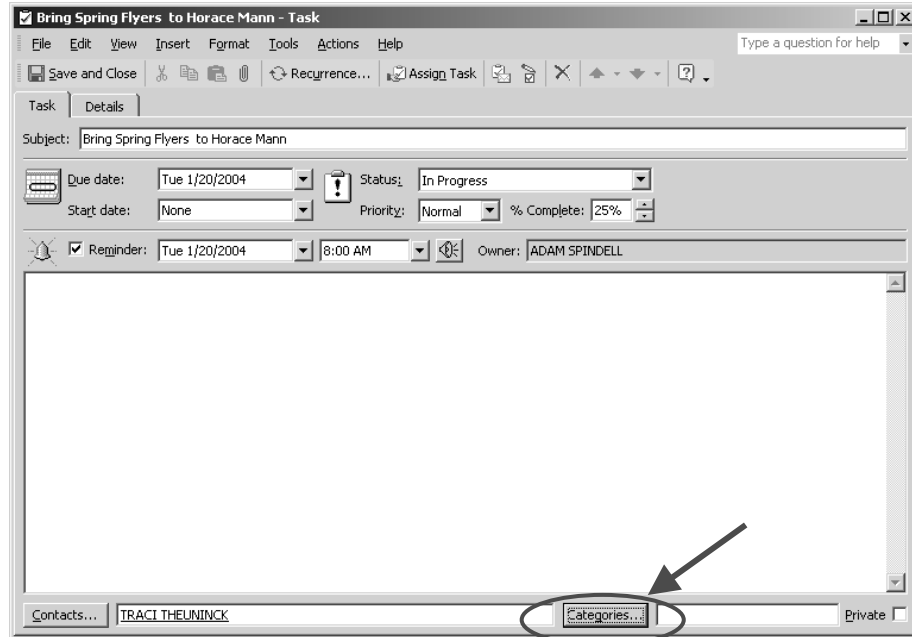 Bring Spring Flyers  to Horace Mann - Task
File Edit View Insert Format Tools Actions Help Type a question for help
Save and Close Recurrence... Assign Task
Task Details
Subject: Bring Spring Flyers  to Horace Mann
Due date: Tue 1/20/2004 Status: In Progress
Start date: None Priority: Normal % Complete: 25%
Reminder: Tue 1/20/2004 8:00 AM Owner: ADAM SPINDELL
Contacts... TRACI THEUNINCK Categories... Private